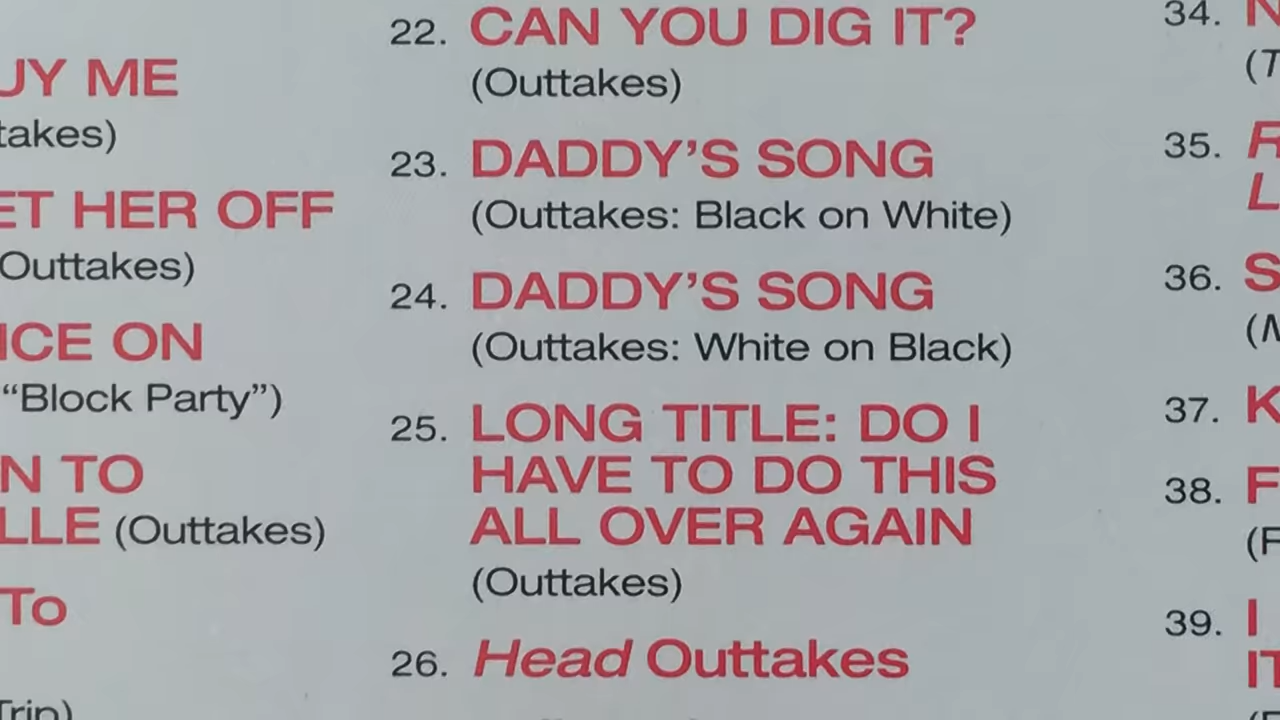 UY ME
takes)
ET HER OFF
Outtakes)
ICE ON
“Block Party”)
N TO
LLE (Outtakes)
To
Trip)
22. CAN YOU DIG IT?
(Outtakes)
23. DADDY’S SONG
(Outtakes: Black on White)
24. DADDY’S SONG
(Outtakes: White on Black)
25. LONG TITLE: DO I
HAVE TO DO THIS
ALL OVER AGAIN
(Outtakes)
26. Head Outtakes
34.
35.
L
36. S
37. K
38. F
39. I